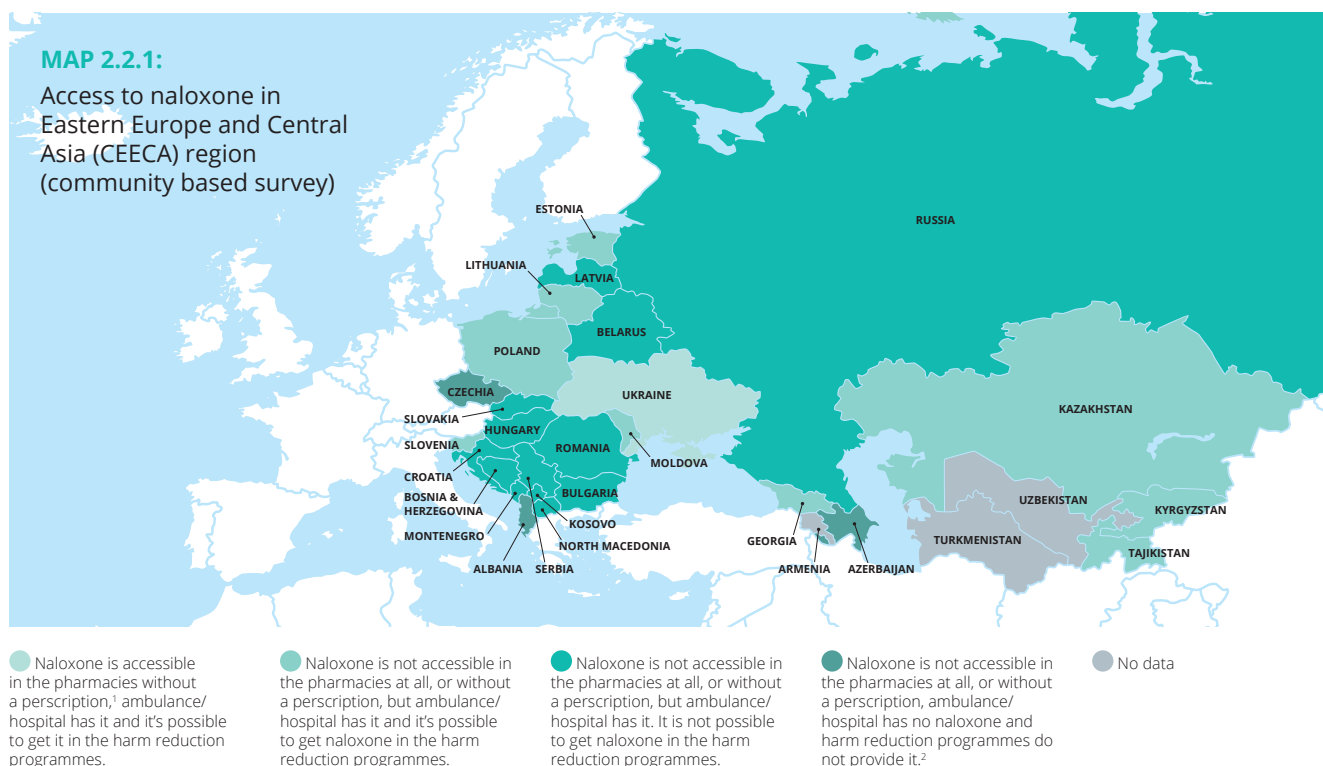 MAP 2.2.1:
Access to naloxone in
Eastern Europe and Central
Asia (CEECA) region
(community based survey)
ESTONIA
RUSSIA
LITHUANIA
LATVIA
BELARUS
POLAND
CZECHIA
UKRAINE
KAZAKHSTAN
SLOVAKIA
HUNGARY
SLOVENIA
ROMANIA
MOLDOVA
CROATIA
BULGARIA
BOSNIA &
HERZEGOVINA
UZBEKISTAN
KYRGYZSTAN
KOSOVO
MONTENEGRO
NORTH MACEDONIA
GEORGIA
TURKMENISTAN
TAJIKISTAN
ALBANIA
SERBIA
ARMENIA
AZERBAIJAN
Naloxone is accessible
in the pharmacies without
a perscription,¹ ambulance/
hospital has it and it's possible
to get it in the harm reduction
programmes.
Naloxone is not accessible in
the pharmacies at all, or without
a perscription, but ambulance/
hospital has it and it's possible
to get naloxone in the harm
reduction programmes.
Naloxone is not accessible in
the pharmacies at all, or without
a perscription, but ambulance/
hospital has it. It is not possible
to get naloxone in the harm
reduction programmes.
Naloxone is not accessible in
the pharmacies at all, or without
a perscription, ambulance/
hospital has no naloxone and
harm reduction programmes do
not provide it.²
No data